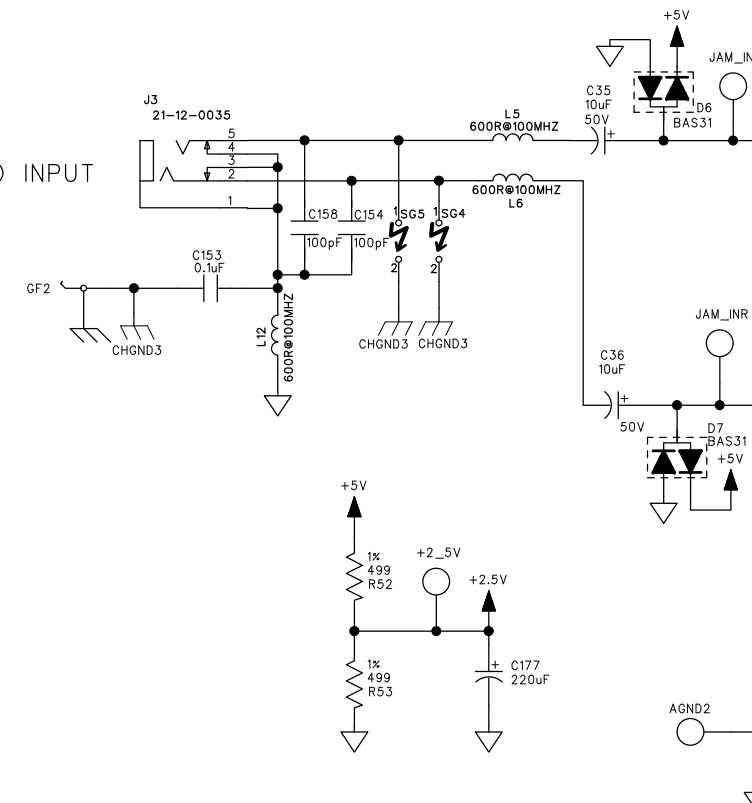 +5V
JAM_IN
J3
21-12-0035
C35
10uF
50V
+
D6
BAS31
L5
600R@100MHZ
5
4
3
2
1
INPUT
600R@100MHZ
L6
C158
100pF
C154
100pF
1
SG5
2
1
SG4
2
C153
0.1uF
GF2
CHGND3
L12
600R@100MHZ
CHGND3
CHGND3
JAM_INR
C36
10uF
+
50V
D7
BAS31
+5V
+5V
1%
499
R52
+2_5V
+2.5V
1%
499
R53
+
C177
220uF
AGND2